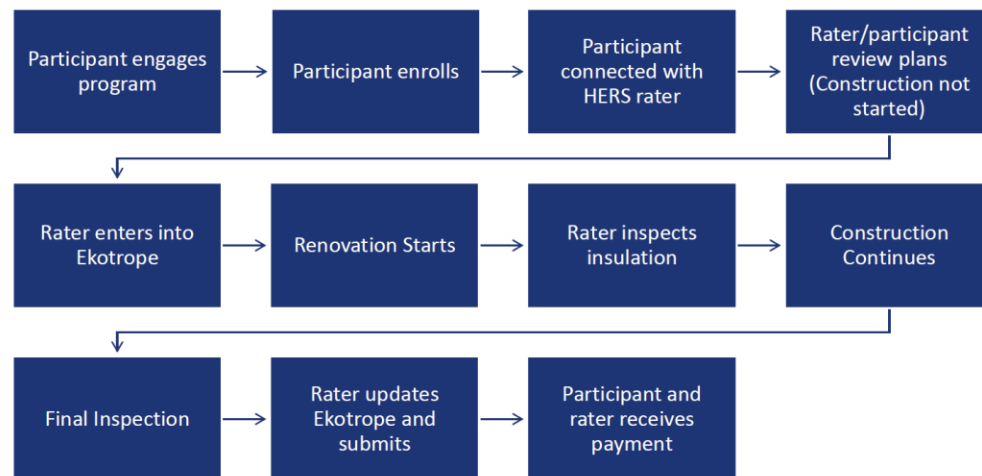 Participant engages
program
Participant enrolls
Participant
connected with
HERS rater
Rater/participant
review plans
(Construction not
started)
Rater enters into
Ekotrope
Renovation Starts
Rater inspects
insulation
Construction
Continues
Final Inspection
Rater updates
Ekotrope and
submits
Participant and
rater receives
payment